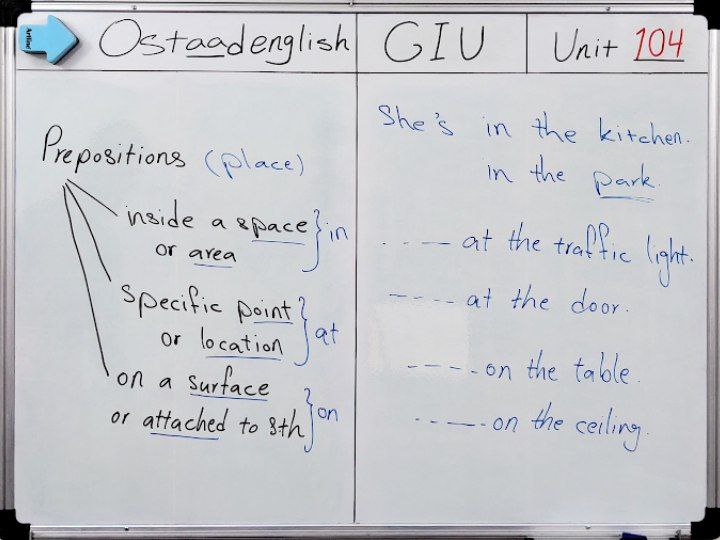 Artline
Ostaadenglish
GIU
Unit 104
Prepositions (place)
inside a space
or area
in
specific point
or location
at
on a surface
or attached to sth
on
She's in the kitchen.
in the park.
---- at the traffic light.
---- at the door.
---- on the table.
---- on the ceiling.